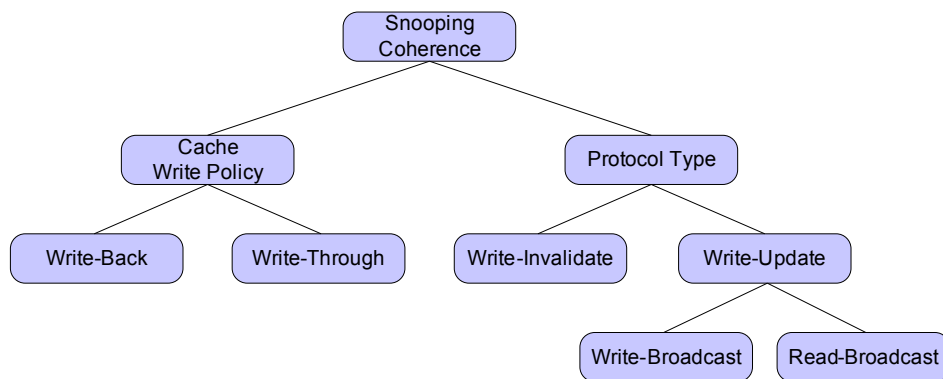 Snooping
Coherence
Cache
Write Policy
Protocol Type
Write-Back
Write-Through
Write-Invalidate
Write-Update
Write-Broadcast
Read-Broadcast